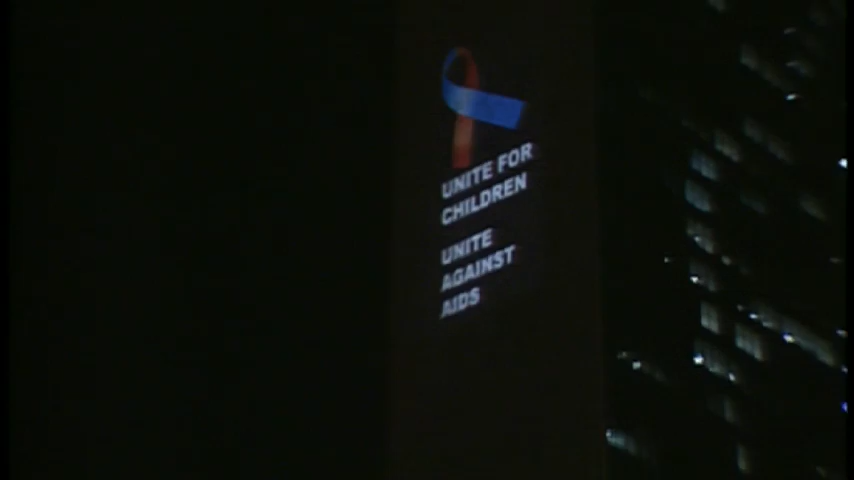 UNITE FOR
CHILDREN
UNITE
AGAINST
AIDS